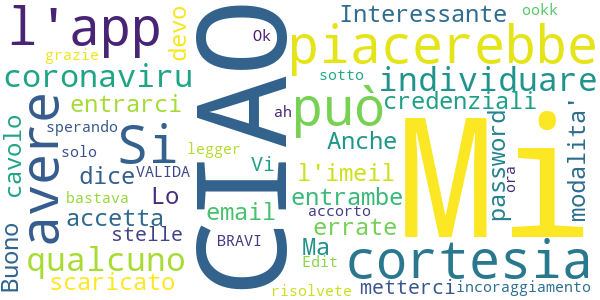 l'app
devo
CIAO
Ok
Interessante
ookk
grazie
piacerebbe
coronaviru
sotto
individuare
cavolo
entrarci
avere
sperando
Si
ah
può
credenziali
Mi
password
modalita'
solo
legger
Anche
dice
VALIDA
Vi
l'imeil
ora
bastava
Lo
entrambe
accetta
email
accorto
errate
Buono
stelle
BRAVI
Ma
qualcuno
Edit
cortesia
scaricato
risolvete
metterci
incoraggiamento